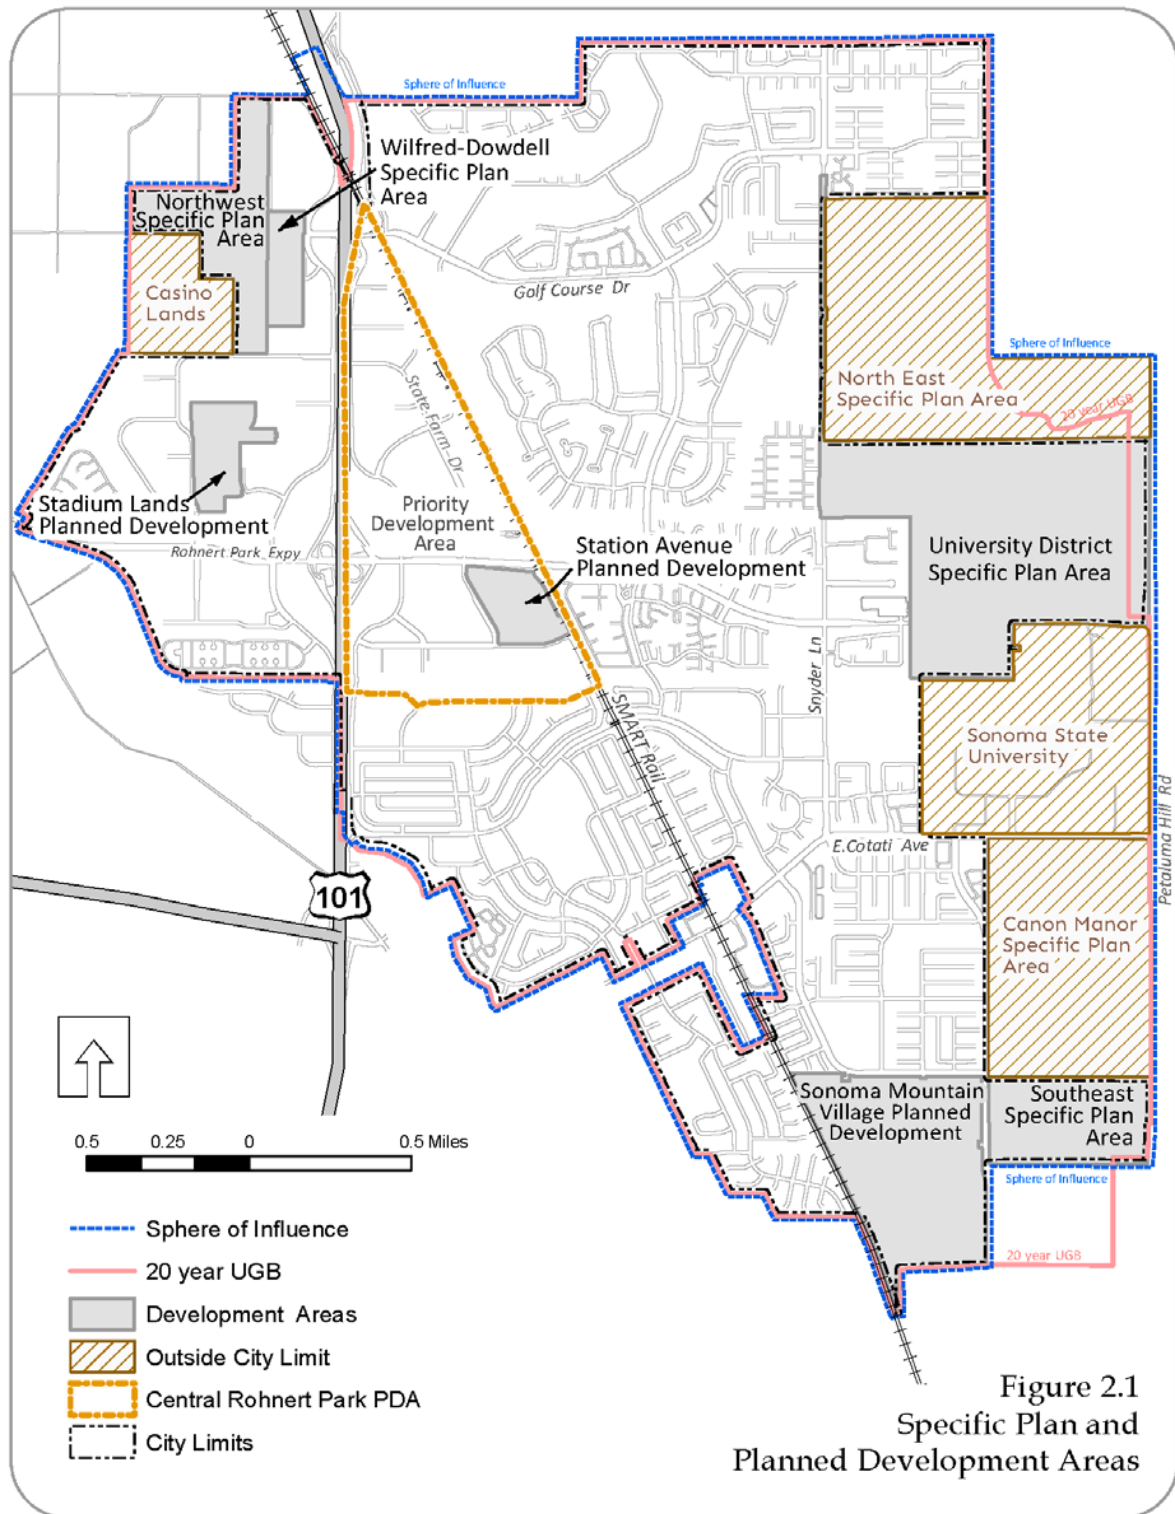 Sphere of Influence
Wilfred-Dowdell
Specific Plan
Area
Northwest
Specific Plan
Area
Casino
Lands
Golf Course Dr
Sphere of Influence
North East
Specific Plan Area
20 year UGB
State Farm Dr
Stadium Lands
Planned Development
Priority
Development
Area
Rohnert Park Expy
Station Avenue
Planned Development
University District
Specific Plan Area
Snyder Ln
SMART Rail
Sonoma State
University
Petaluma Hill Rd
E.Cotati Ave
101
Canon Manor
Specific Plan
Area
Sonoma Mountain
Village Planned
Development
Southeast
Specific Plan
Area
Sphere of Influence
20 year UGB
0.5 0.25 0 0.5 Miles
Sphere of Influence
20 year UGB
Development Areas
Outside City Limit
Central Rohnert Park PDA
City Limits
Figure 2.1
Specific Plan and
Planned Development Areas